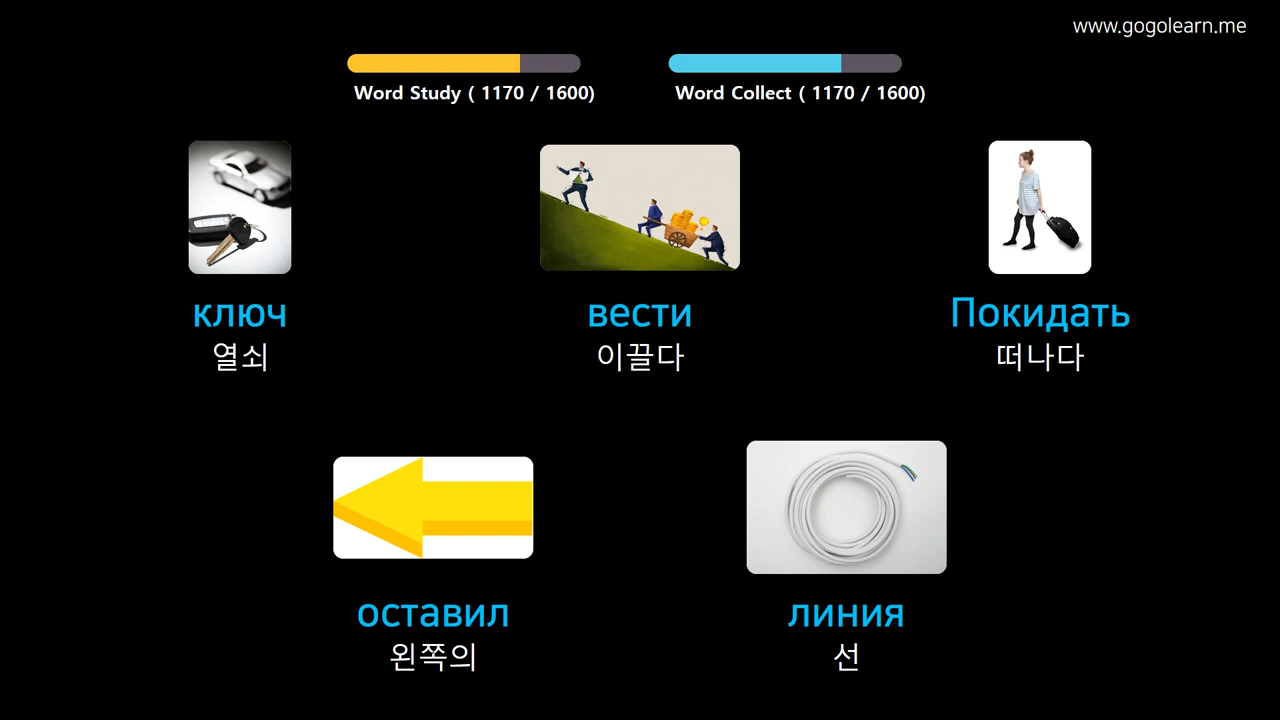 www.gogolearn.me
Word Study ( 1170 / 1600)
Word Collect ( 1170 / 1600)
ключ
열쇠
вести
이끌다
Покидать
떠나다
оставил
왼쪽의
линия
선